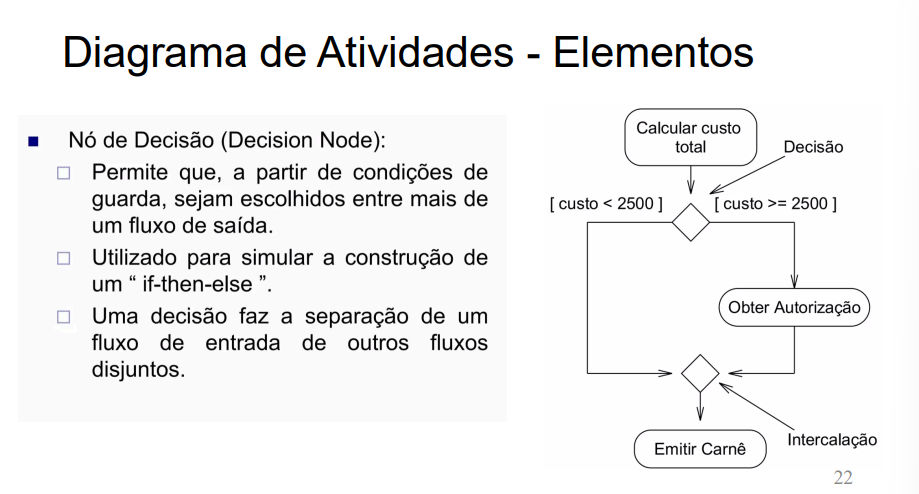 Diagrama de Atividades - Elementos
Nó de Decisão (Decision Node):
Permite que, a partir de condições de
guarda, sejam escolhidos entre mais de
um fluxo de saída.
Utilizado para simular a construção de
um “ if-then-else ”.
Uma decisão faz a separação de um
fluxo de entrada de outros fluxos
disjuntos.
Calcular custo
total
Decisão
[ custo < 2500 ]
[ custo >= 2500 ]
Obter Autorização
Intercalação
Emitir Carnê
22